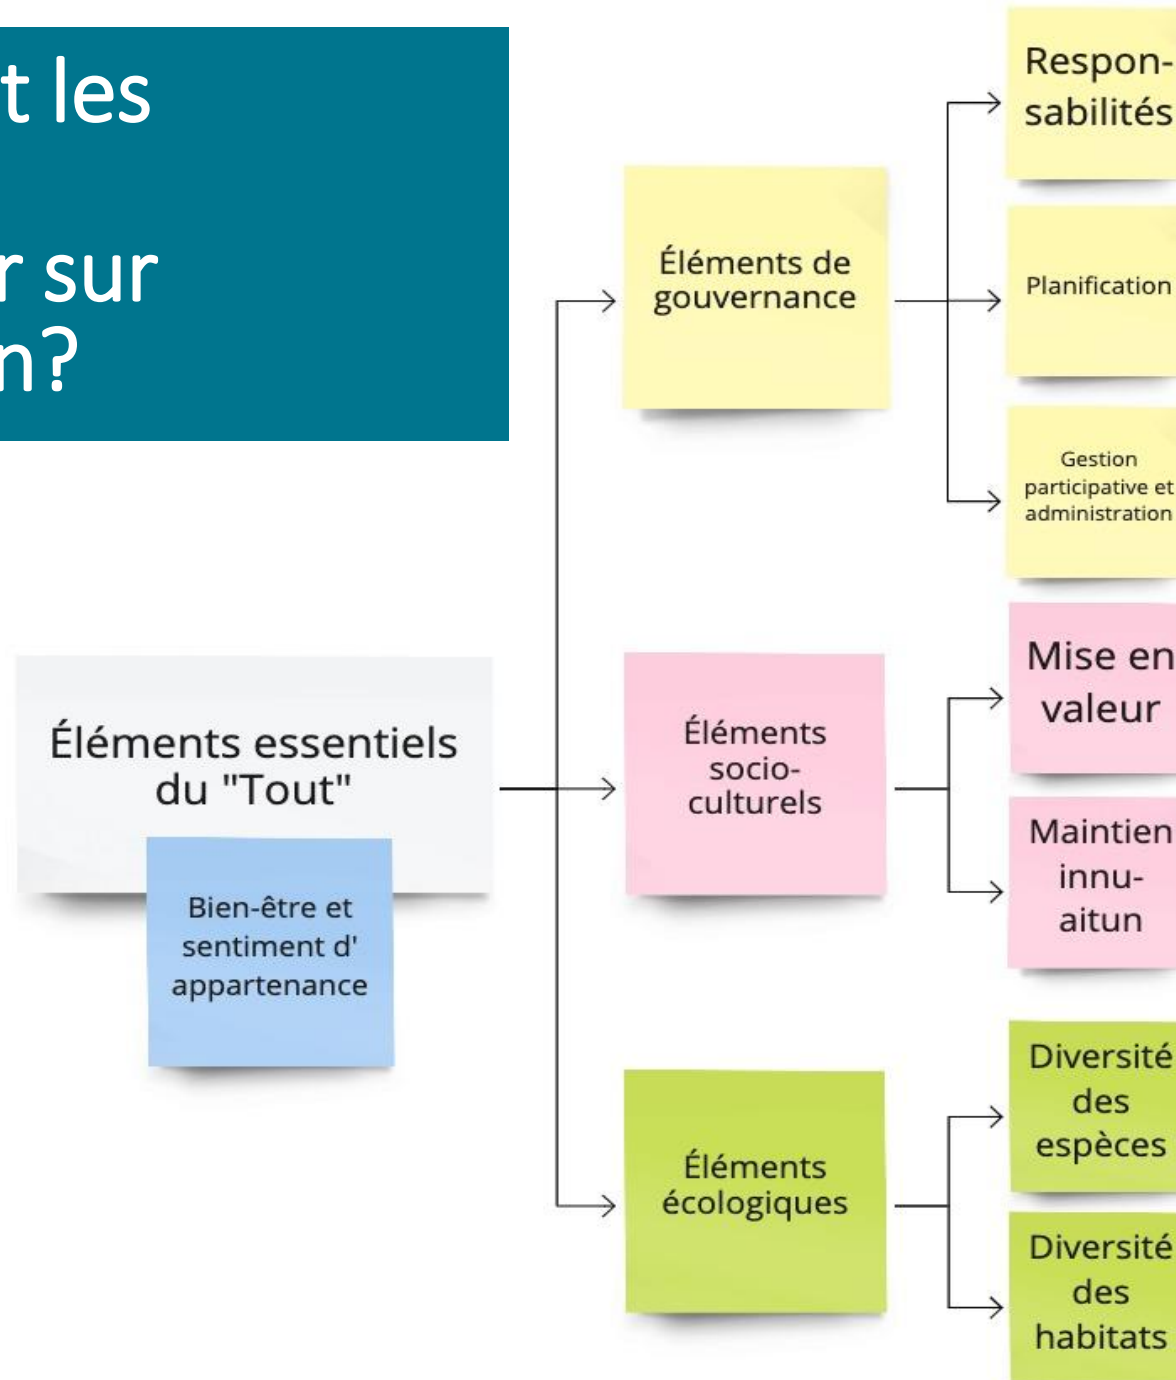 t les
r sur
n?
Respon-
sabilités
Éléments de
gouvernance
Planification
Gestion
participative et
administration
Éléments essentiels
du "Tout"
Bien-être et
sentiment d'
appartenance
Éléments
socio-
culturels
Mise en
valeur
Maintien
innu-
aitun
Éléments
écologiques
Diversité
des
espèces
Diversité
des
habitats